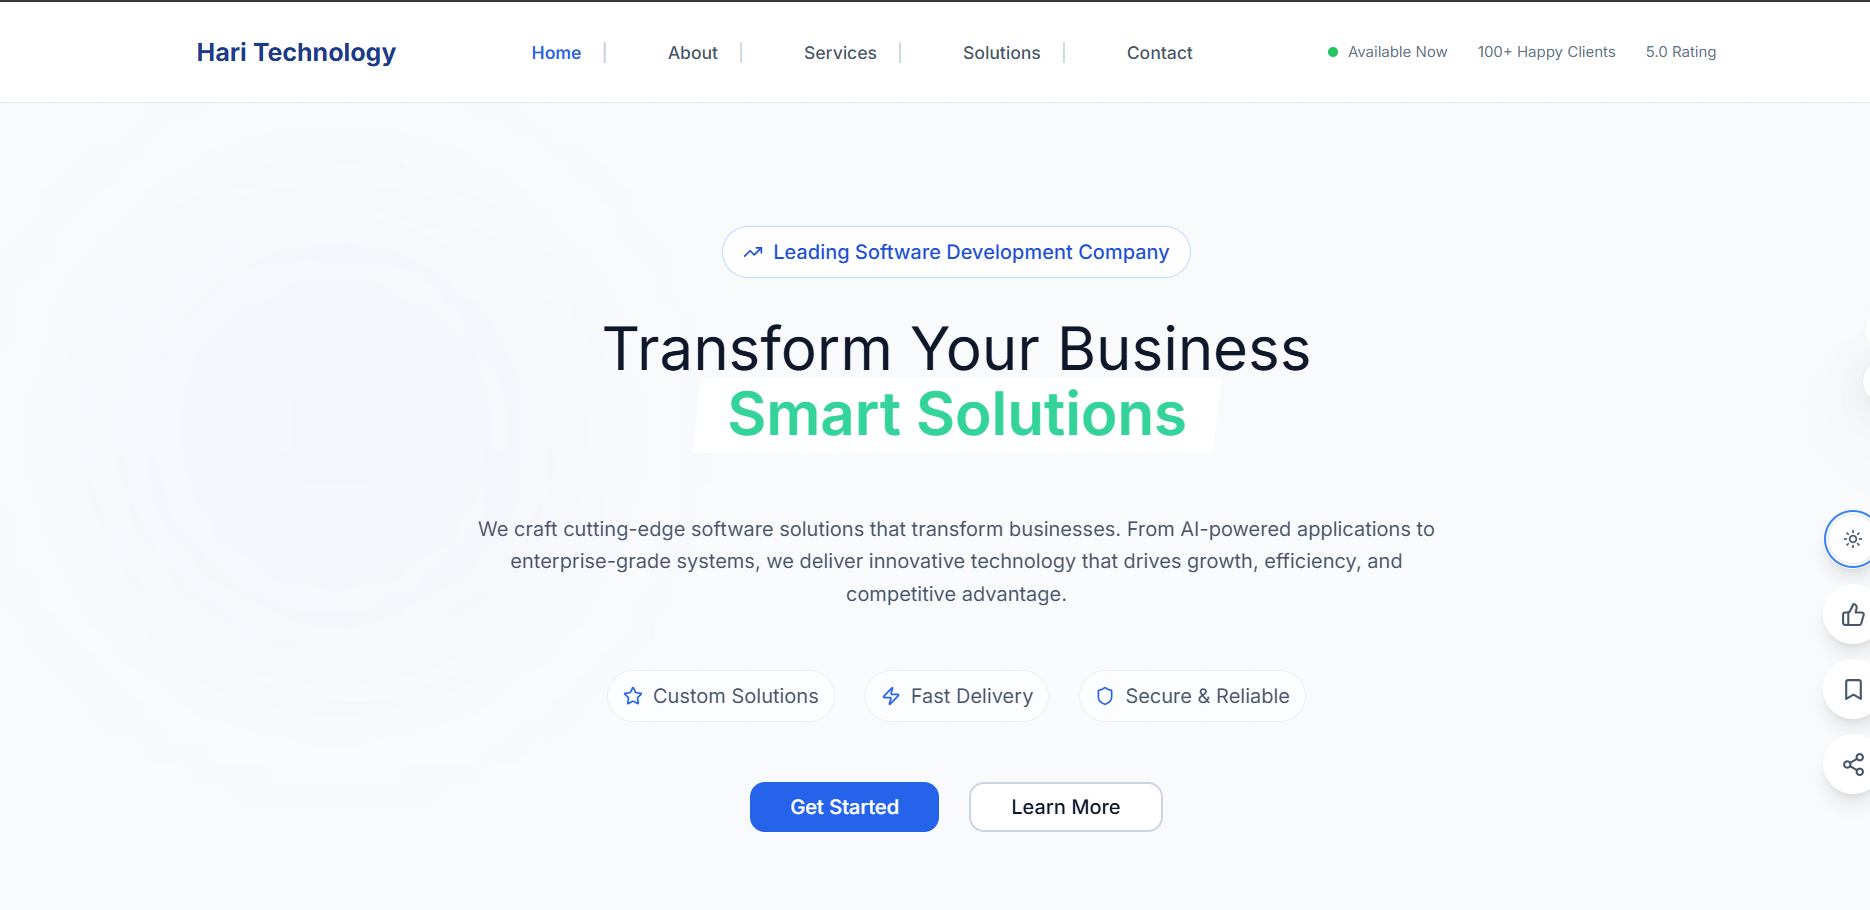 Hari Technology
Home
About
Services
Solutions
Contact
Available Now
100+ Happy Clients
5.0 Rating
Leading Software Development Company
Transform Your Business
Smart Solutions
We craft cutting-edge software solutions that transform businesses. From AI-powered applications to
enterprise-grade systems, we deliver innovative technology that drives growth, efficiency, and
competitive advantage.
Custom Solutions
Fast Delivery
Secure & Reliable
Get Started
Learn More